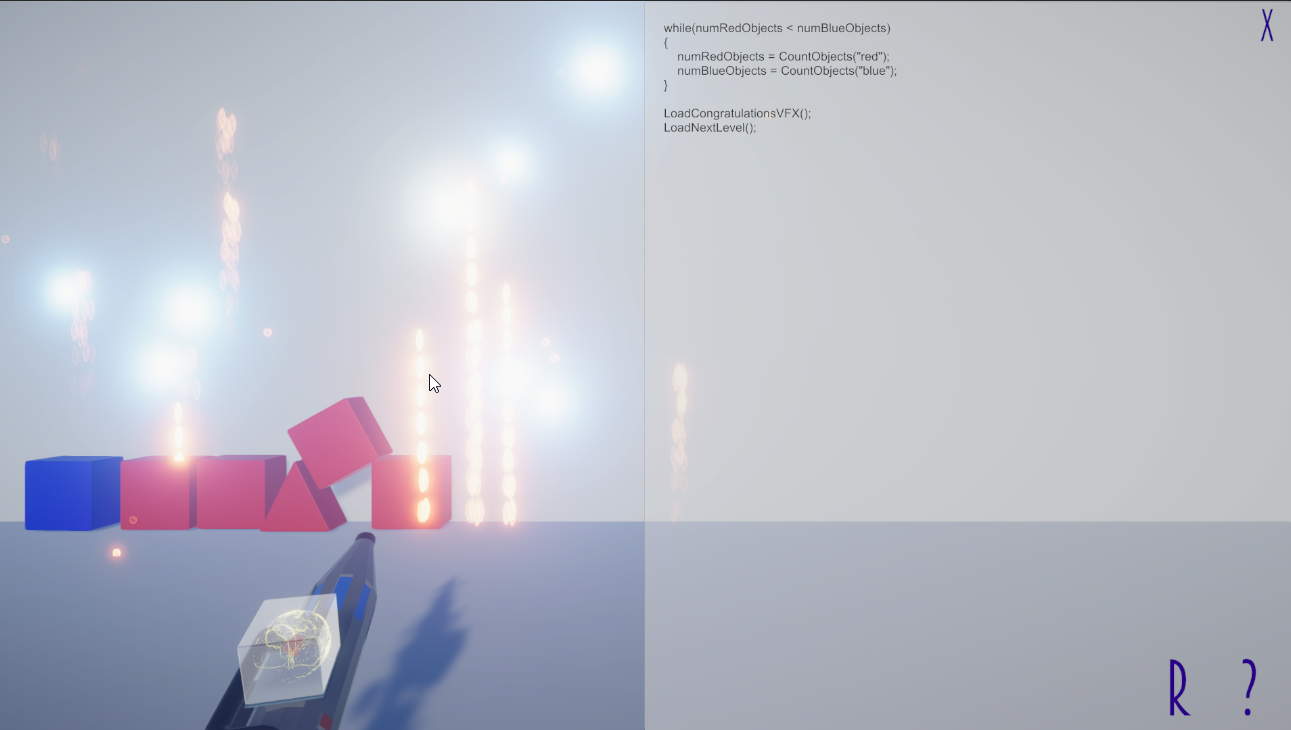 while(numRedObjects < numBlueObjects)
{
    numRedObjects = CountObjects("red");
    numBlueObjects = CountObjects("blue");
}
LoadCongratulationsVFX();
LoadNextLevel();
X
R ?